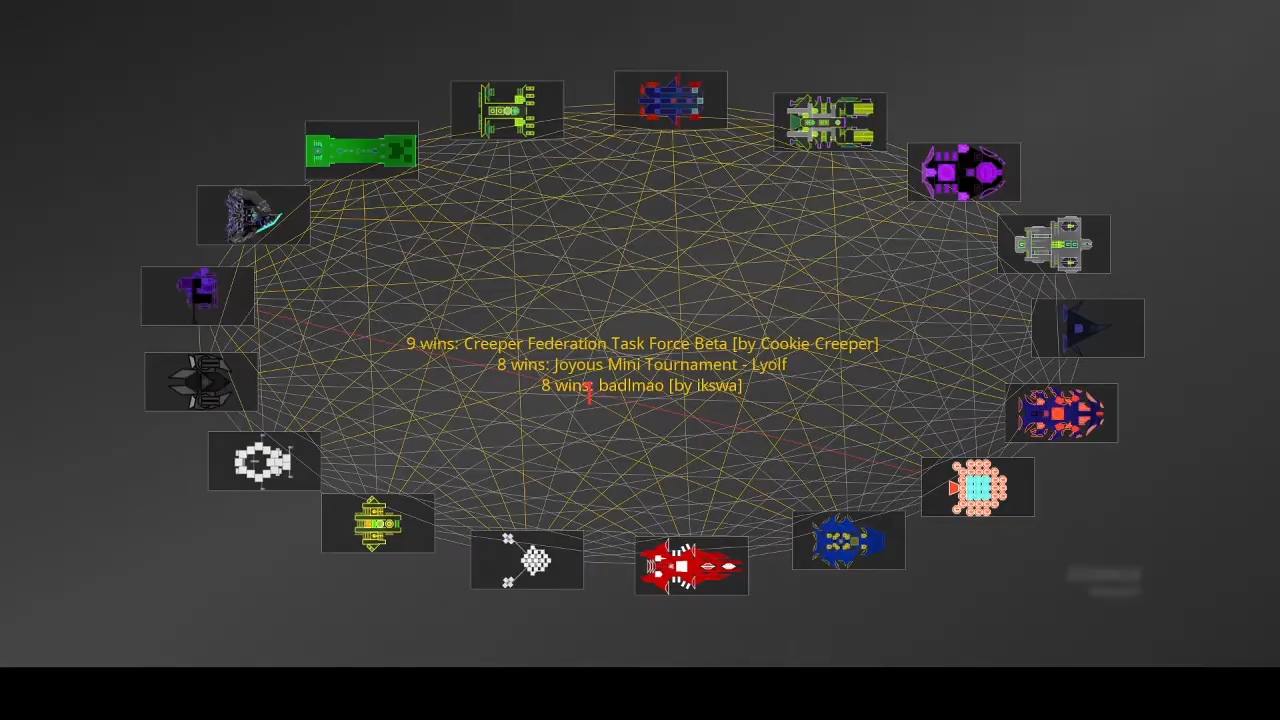 9 wins: Creeper Federation Task Force Beta [by Cookie Creeper]
8 wins: Joyous Mini Tournament - Lyolf
8 wins: badlmao [by ikswa]